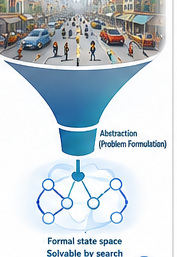 Abstraction
(Problem Formulation)
Formal state space
Solvable by search